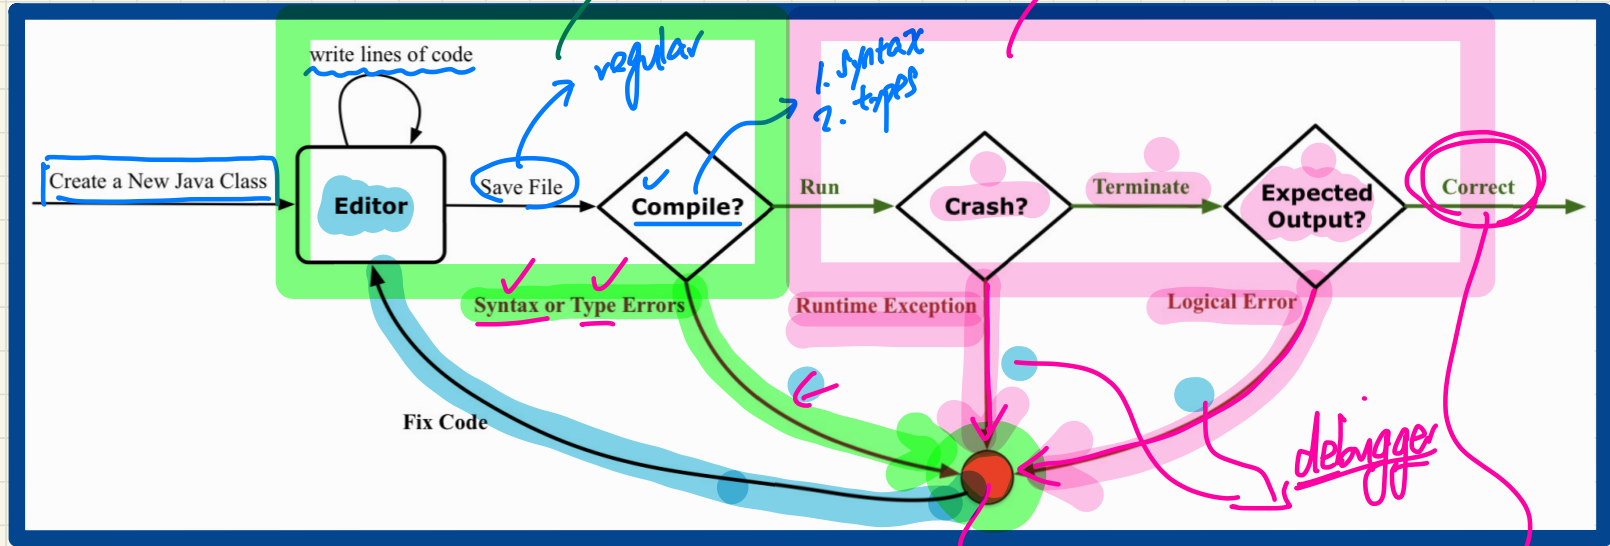 write lines of code
regular
1. syntax
2. types
Create a New Java Class
Editor
Save File
Compile?
Run
Crash?
Terminate
Expected
Output?
Correct
Syntax or Type Errors
Runtime Exception
Logical Error
Fix Code
debugger